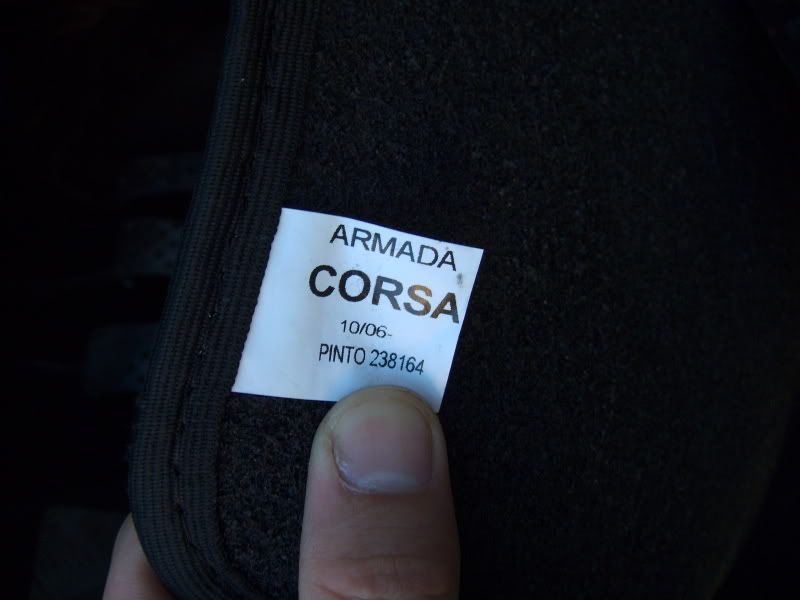 ARMADA
CORSA
10/06-
PINTO 238164